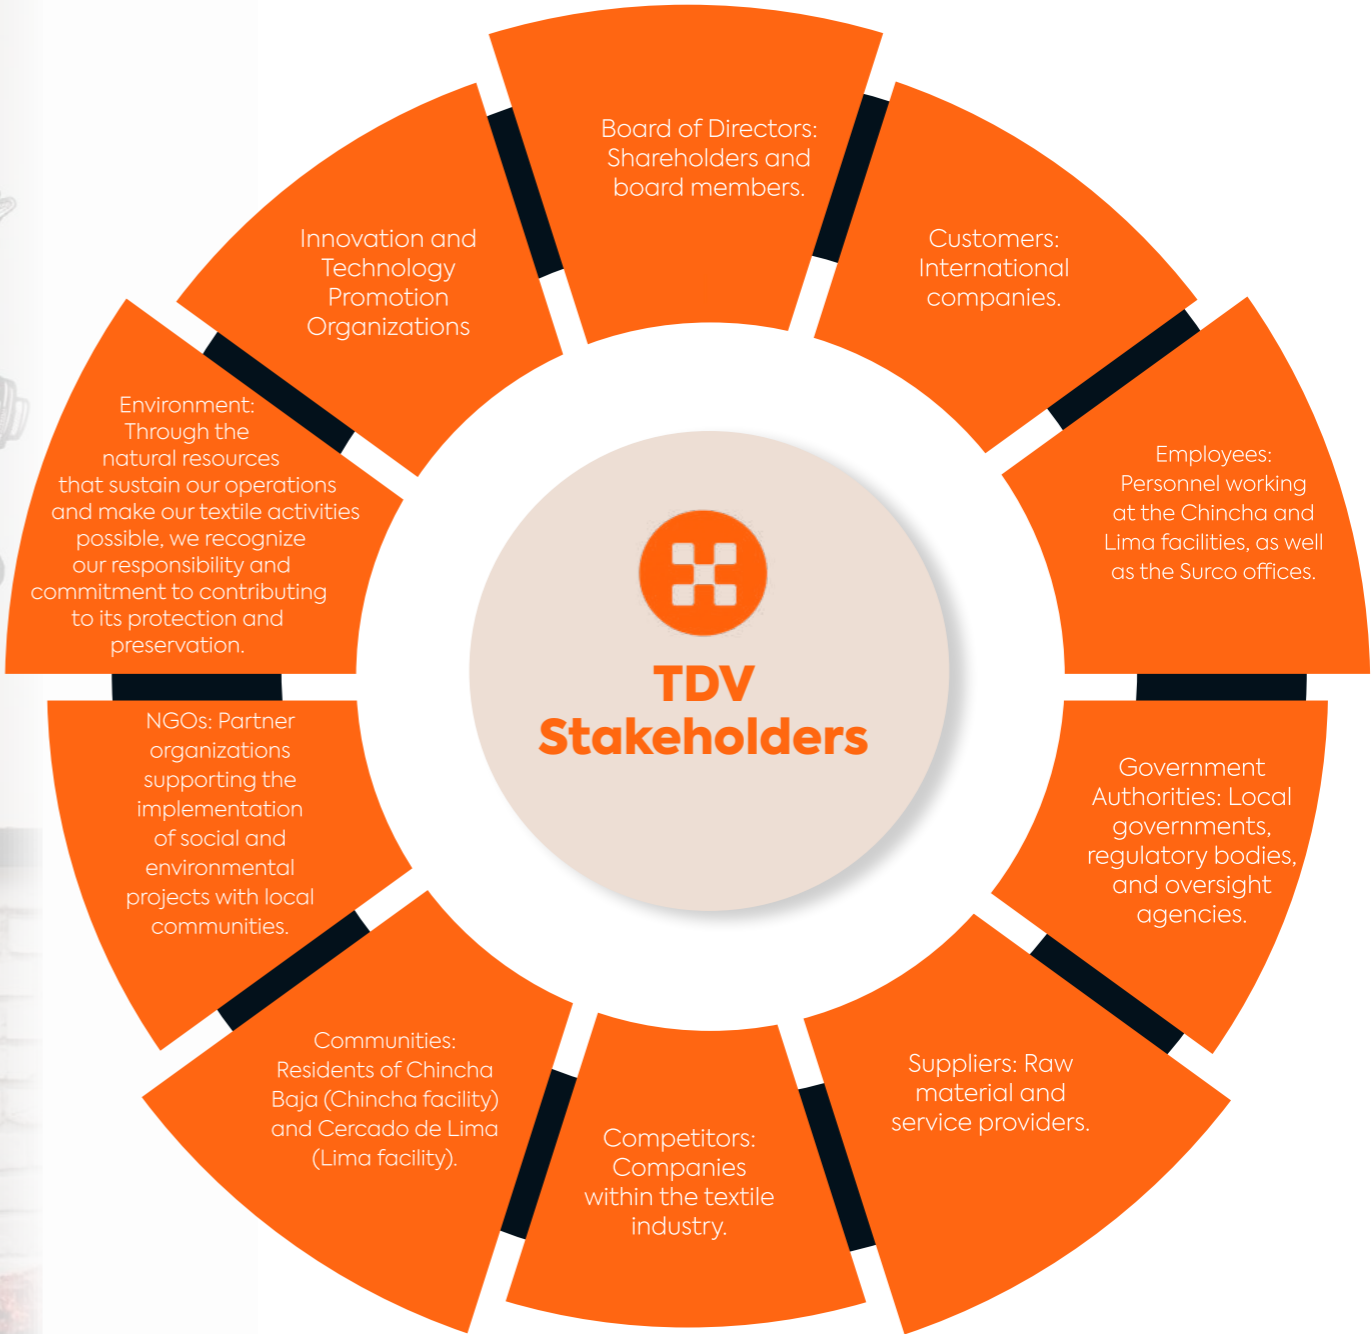 Board of Directors:
Shareholders and
board members.
Customers:
International
companies.
Employees:
Personnel working
at the Chincha and
Lima facilities, as well
as the Surco offices.
Government
Authorities: Local
governments,
regulatory bodies,
and oversight
agencies.
Suppliers: Raw
material and
service providers.
Competitors:
Companies
within the textile
industry.
Communities:
Residents of Chincha
Baja (Chincha facility)
and Cercado de Lima
(Lima facility).
NGOs: Partner
organizations
supporting the
implementation
of social and
environmental
projects with local
communities.
Environment:
Through the
natural resources
that sustain our operations
and make our textile activities
possible, we recognize
our responsibility and
commitment to contributing
to its protection and
preservation.
Innovation and
Technology
Promotion
Organizations
TDV
Stakeholders